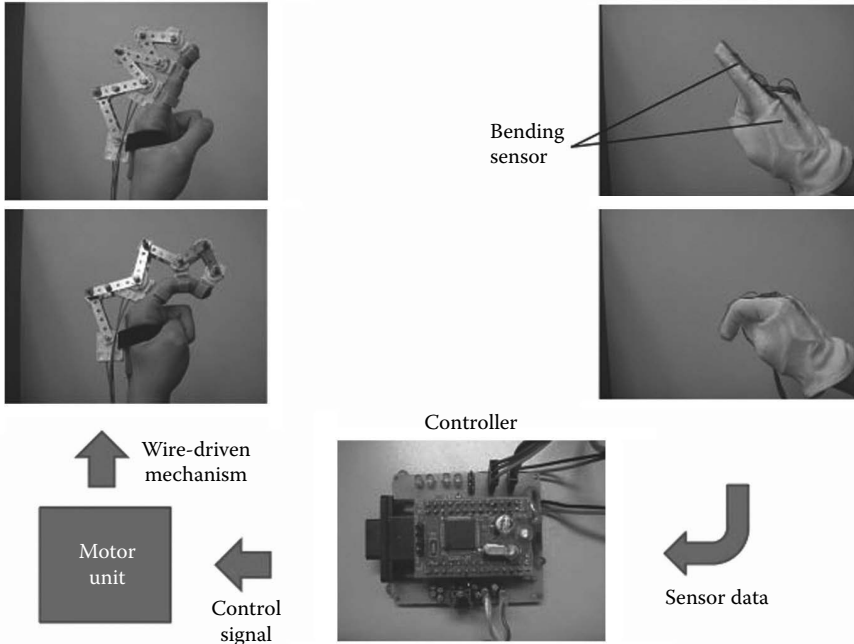 Bending
sensor
Controller
Wire-driven
mechanism
Motor
unit
Control
signal
Sensor data